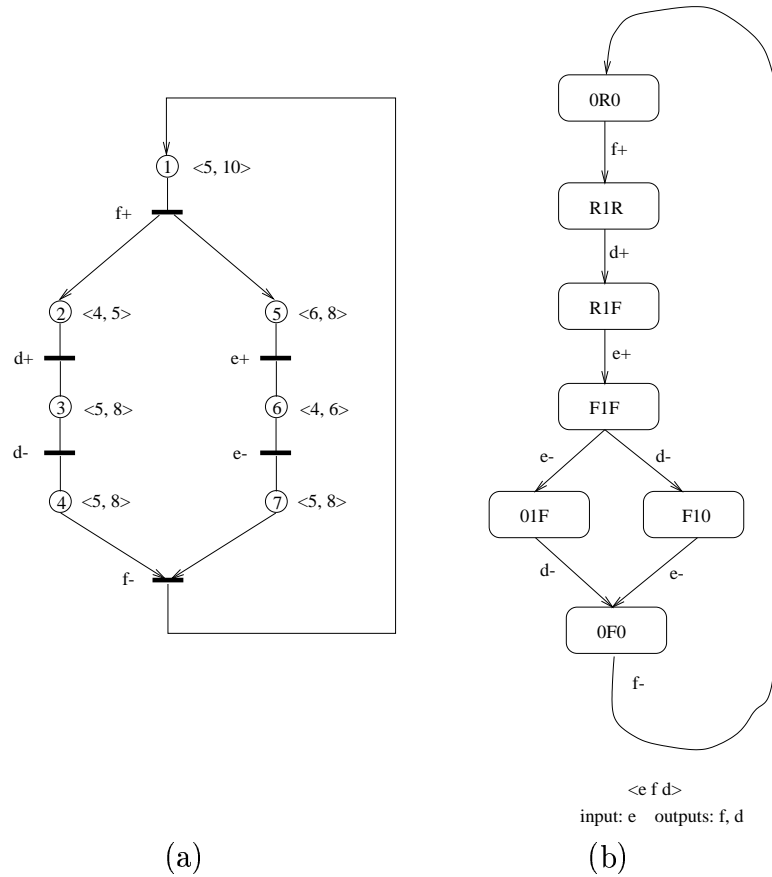 1 <5, 10>
f+
2 <4, 5>
5 <6, 8>
d+
e+
3 <5, 8>
6 <4, 6>
d-
e-
4 <5, 8>
7 <5, 8>
f-
(a)
0R0
f+
R1R
d+
R1F
e+
F1F
e-
d-
01F
F10
d-
e-
0F0
f-
<e f d>
input: e outputs: f, d
(b)